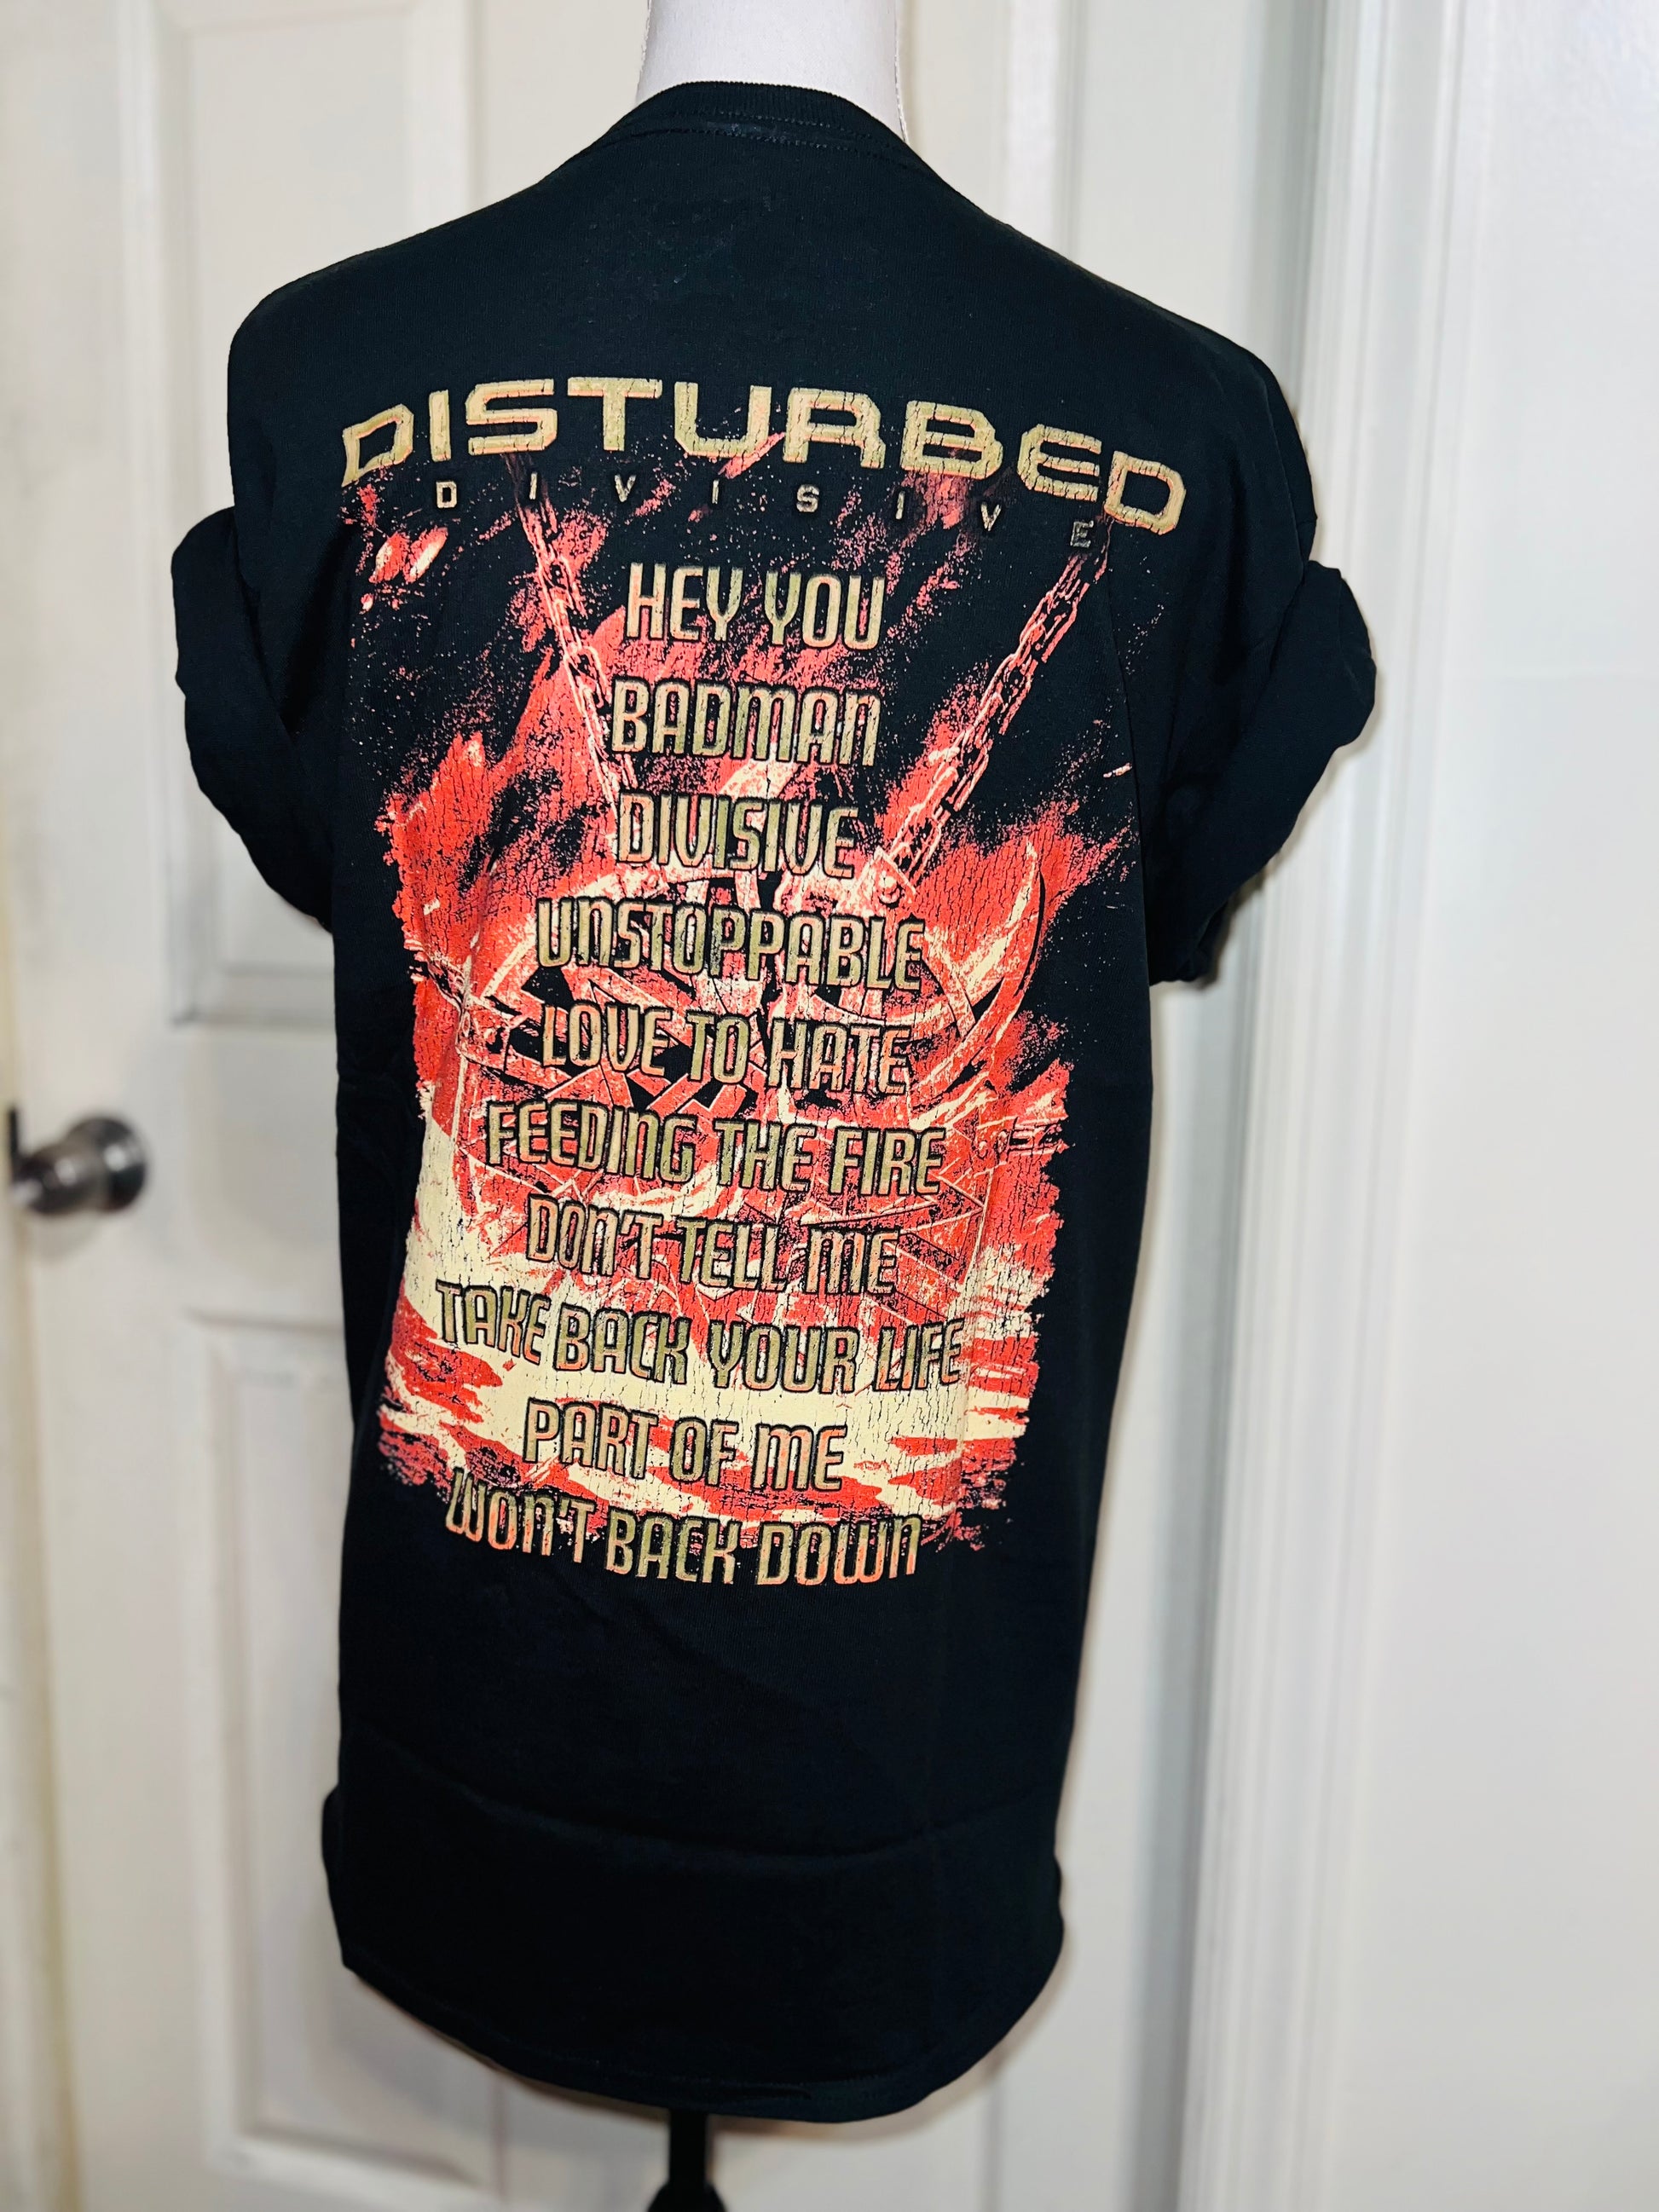 DISTURBED
DIVISIVE
HEY YOU
BADMAN
DIVISIVE
UNSTOPPABLE
LOVE TO HATE
FEEDING THE FIRE
DON'T TELL ME
TAKE BACK YOUR LIFE
PART OF ME
WON'T BACK DOWN